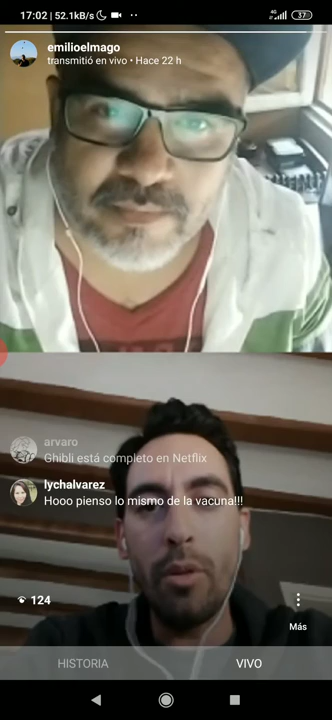 17:02 | 52.1kB/s
4G
37
emilioelmago
transmitió en vivo • Hace 22 h
arvaro
Ghibli está completo en Netflix
lychalvarez
Hooo pienso lo mismo de la vacuna!!!
124
Más
HISTORIA
VIVO